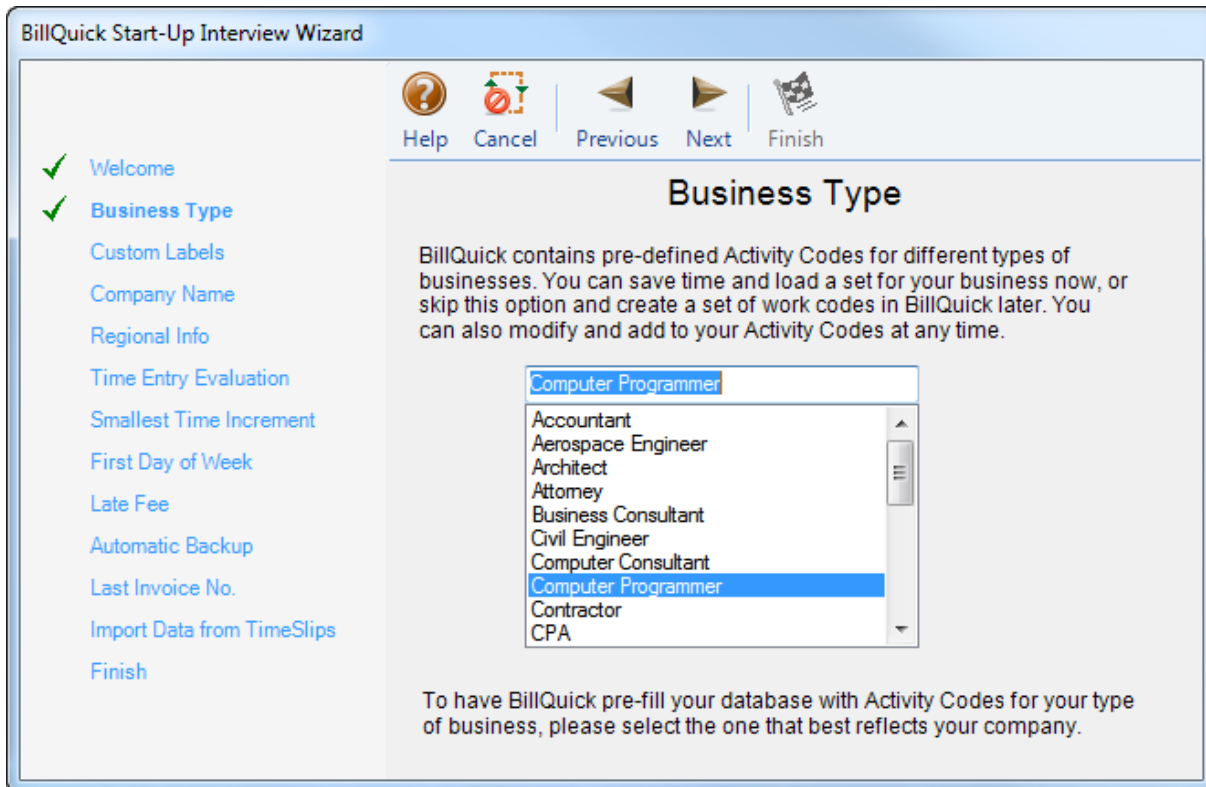 BillQuick Start-Up Interview Wizard
Help Cancel Previous Next Finish
Welcome
Business Type
Custom Labels
Company Name
Regional Info
Time Entry Evaluation
Smallest Time Increment
First Day of Week
Late Fee
Automatic Backup
Last Invoice No.
Import Data from TimeSlips
Finish
Business Type
BillQuick contains pre-defined Activity Codes for different types of
businesses. You can save time and load a set for your business now, or
skip this option and create a set of work codes in BillQuick later. You
can also modify and add to your Activity Codes at any time.
Computer Programmer
Accountant
Aerospace Engineer
Architect
Attorney
Business Consultant
Civil Engineer
Computer Consultant
Computer Programmer
Contractor
CPA
To have BillQuick pre-fill your database with Activity Codes for your type
of business, please select the one that best reflects your company.